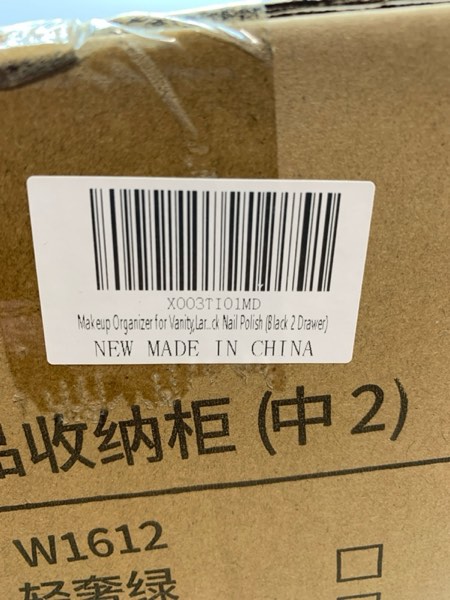 X003TI01MD
Makeup Organizer for Vanity,Lar...ck Nail Polish (Black 2 Drawer)
NEW MADE IN CHINA
品收纳柜 (中 2)
W1612
轻奢绿